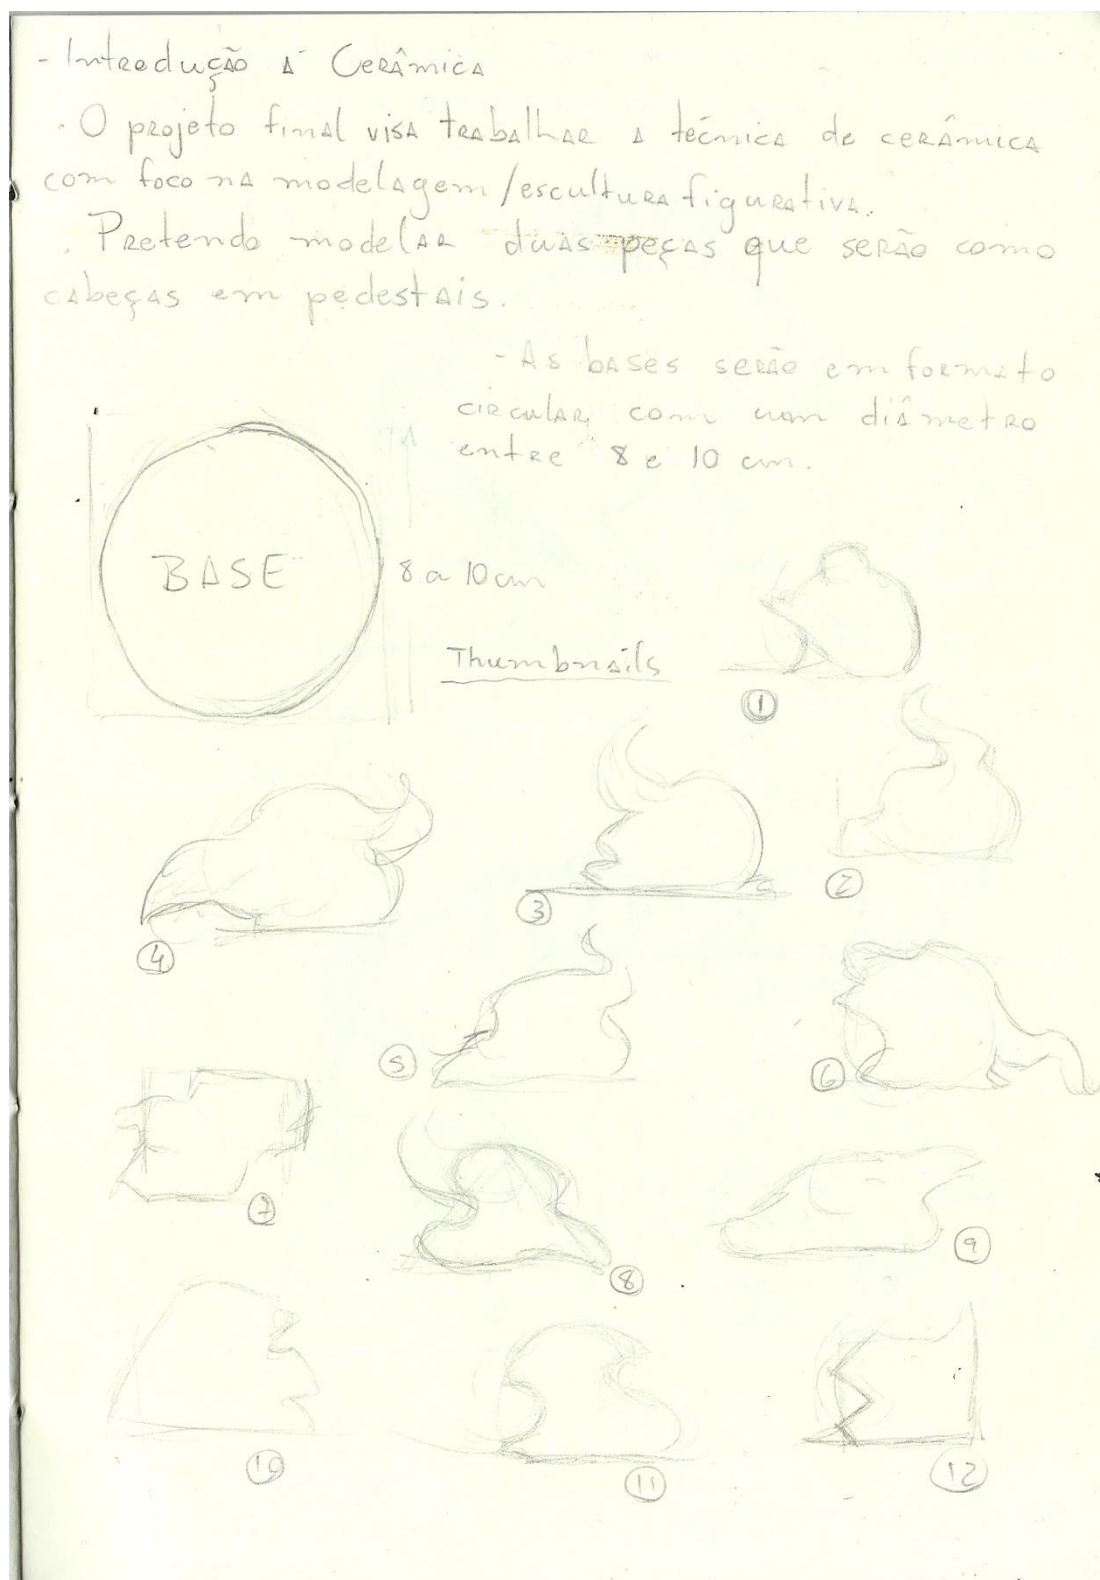 - Introdução à Cerâmica
. O projeto final visa trabalhar a técnica de cerâmica
com foco na modelagem/escultura figurativa.
. Pretendo modelar duas peças que serão como
cabeças em pedestais.
- As bases serão em formato
circular com um diâmetro
entre 8 e 10 cm.
BASE
8 a 10 cm
Thumbnails
1
4
3
2
5
6
7
8
9
10
11
12